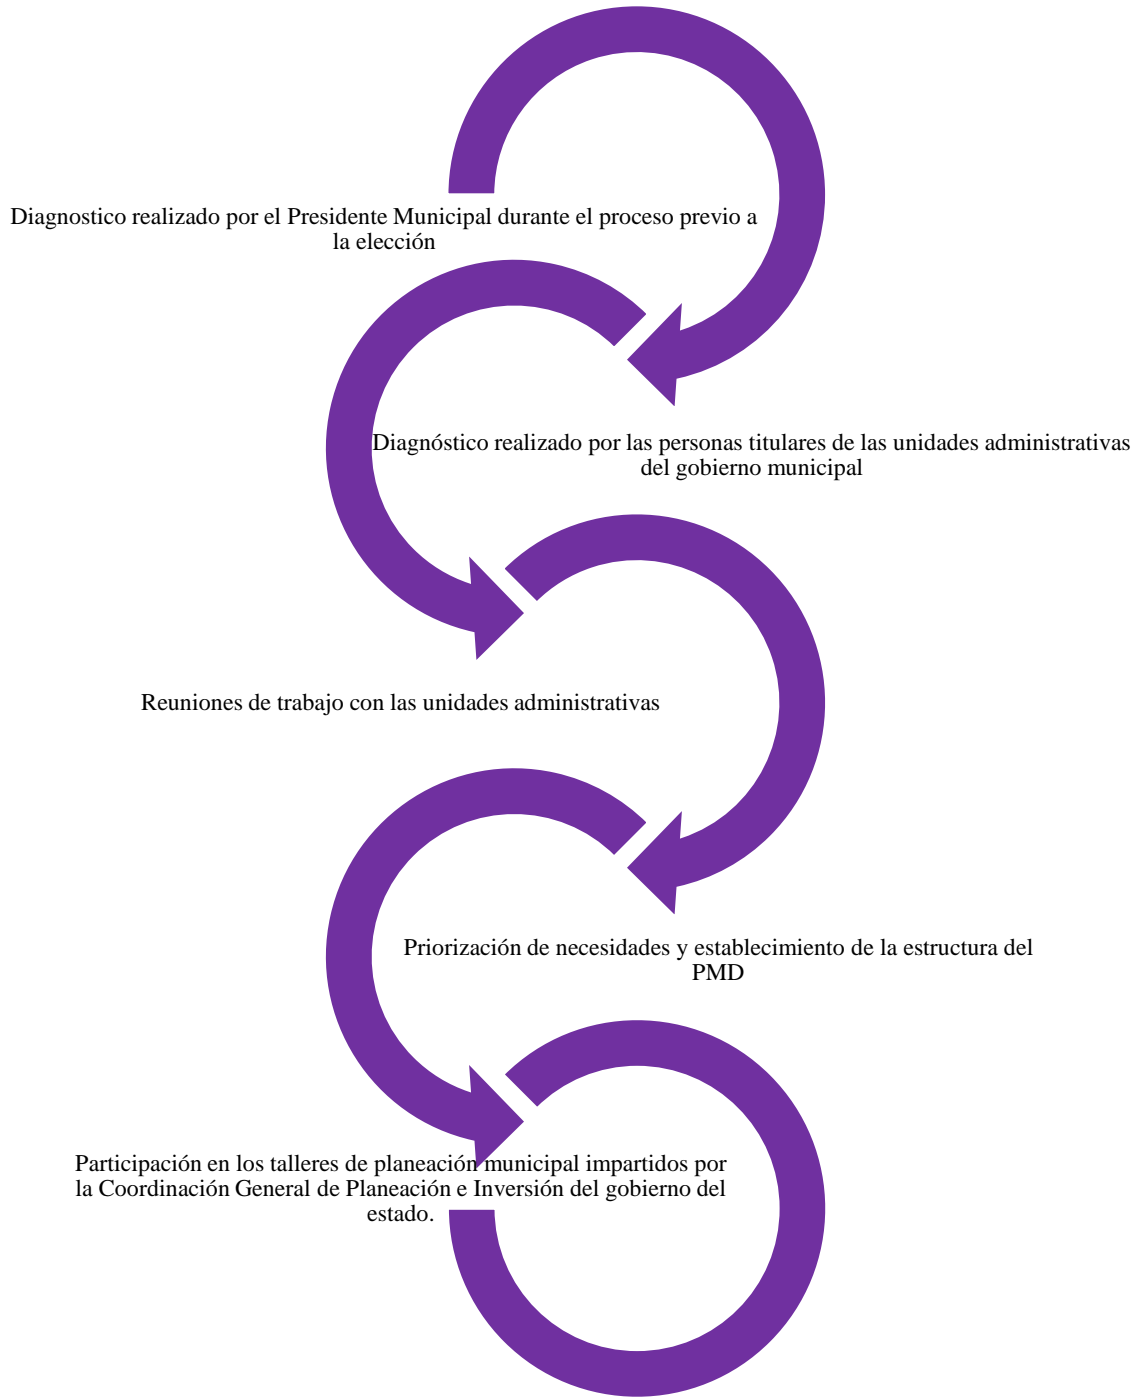 Diagnostico realizado por el Presidente Municipal durante el proceso previo a
la elección
Diagnóstico realizado por las personas titulares de las unidades administrativas
del gobierno municipal
Reuniones de trabajo con las unidades administrativas
Priorización de necesidades y establecimiento de la estructura del
PMD
Participación en los talleres de planeación municipal impartidos por
la Coordinación General de Planeación e Inversión del gobierno del
estado.